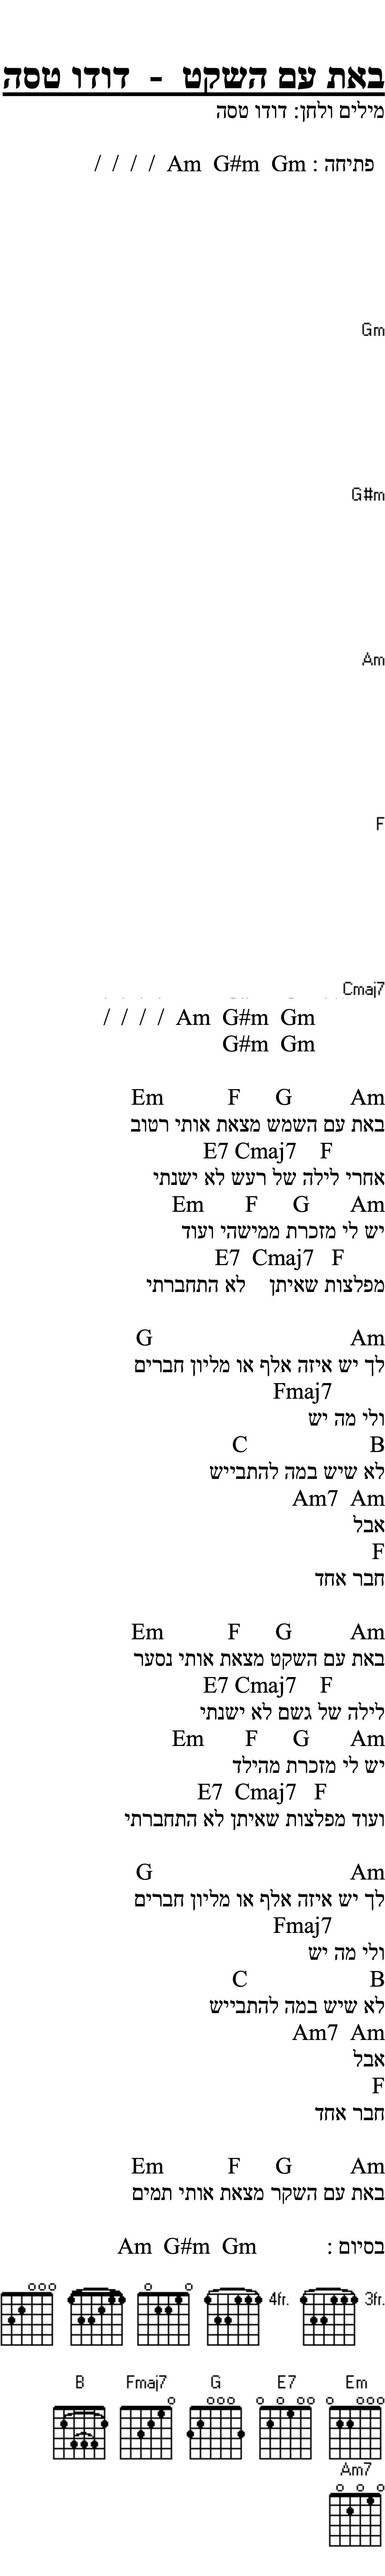 באת עם השקט - דודו טסה
מילים ולחן: דודו טסה
פתיחה : Am G#m Gm / / / /
Gm
G#m
Am
F
Cmaj7
/ / / / Am G#m Gm
G#m Gm
Em F G Am
באת עם השמש מצאת אותי רטוב
E7 Cmaj7 F
אחרי לילה של רעש לא ישנתי
Em F G Am
יש לי מזכרת ממישהי ועוד
E7 Cmaj7 F
מפלצות שאיתן לא התחברתי
G Am
לך יש איזה אלף או מליון חברים
Fmaj7
ולי מה יש
C B
לא שיש במה להתבייש
Am7 Am
אבל
F
חבר אחד
Em F G Am
באת עם השקט מצאת אותי נסער
E7 Cmaj7 F
לילה של גשם לא ישנתי
Em F G Am
יש לי מזכרת מהילד
E7 Cmaj7 F
ועוד מפלצות שאיתן לא התחברתי
G Am
לך יש איזה אלף או מליון חברים
Fmaj7
ולי מה יש
C B
לא שיש במה להתבייש
Am7 Am
אבל
F
חבר אחד
Em F G Am
באת עם השקר מצאת אותי תמים
בסיום : Am G#m Gm
4fr. 3fr.
B Fmaj7 G E7 Em
Am7